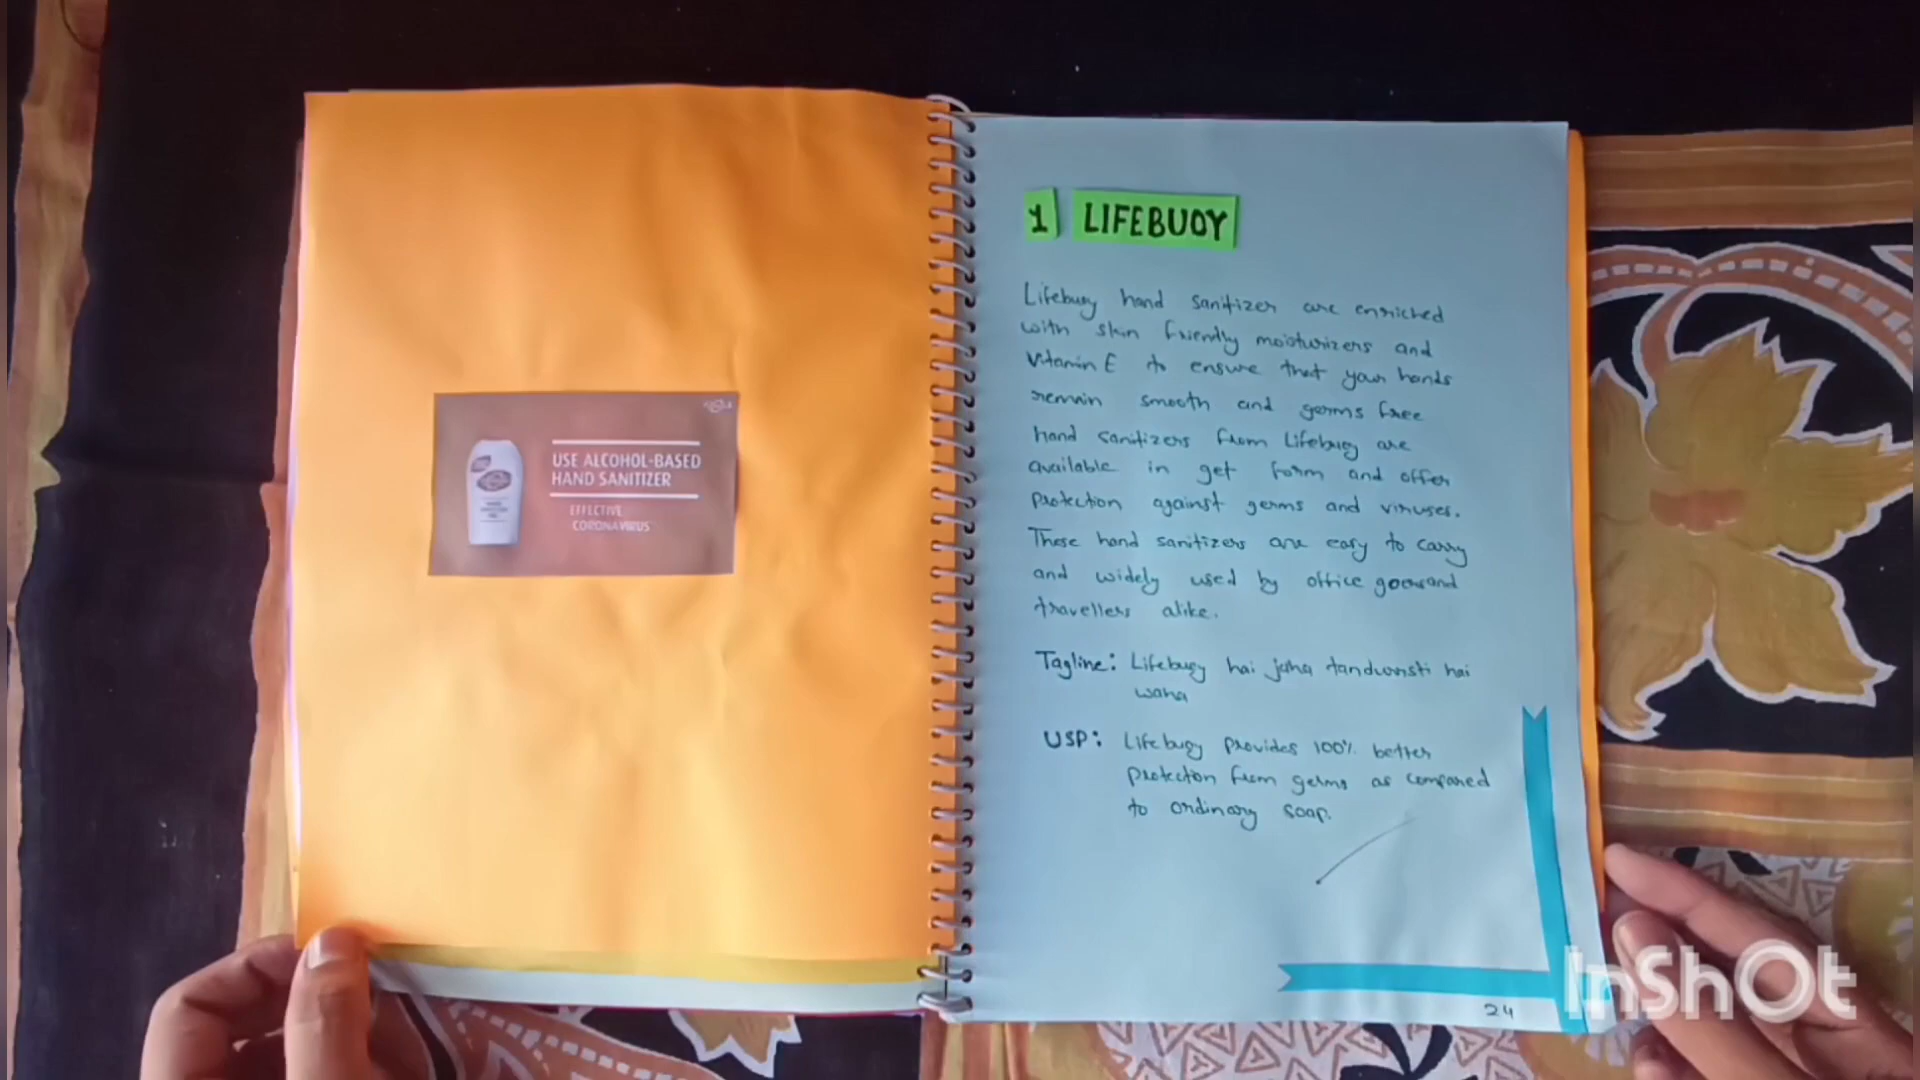 USE ALCOHOL-BASED
HAND SANITIZER
EFFECTIVE
CORONAVIRUS
1 LIFEBUOY
Lifebuoy hand sanitizer are enriched
with skin friendly moisturizers and
Vitamin E to ensure that your hands
remain smooth and germs free
hand sanitizers from Lifebuoy are
available in get form and offer
protection against germs and viruses.
These hand sanitizers are easy to carry
and widely used by office goers and
travellers alike.
Tagline: Lifebuoy hai jaha tandurusti hai
waha
USP: Lifebuoy provides 100% better
protection from germs as compared
to ordinary soap.
24
InShOt